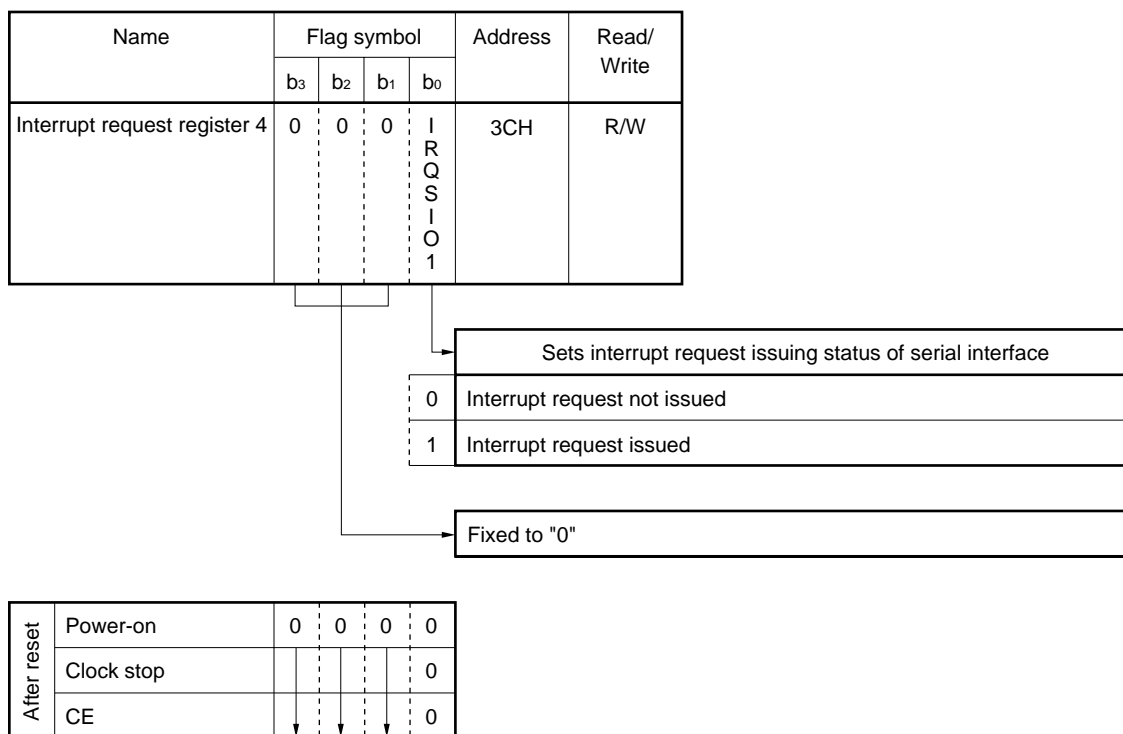 Name Flag symbol Address Read/
Write
b3 b2 b1 b0
Interrupt request register 4 0 0 0 I 3CH R/W
R
Q
S
I
O
1
Sets interrupt request issuing status of serial interface
0 Interrupt request not issued
1 Interrupt request issued
Fixed to "0"
After reset
Power-on 0 0 0 0
Clock stop 0
CE 0